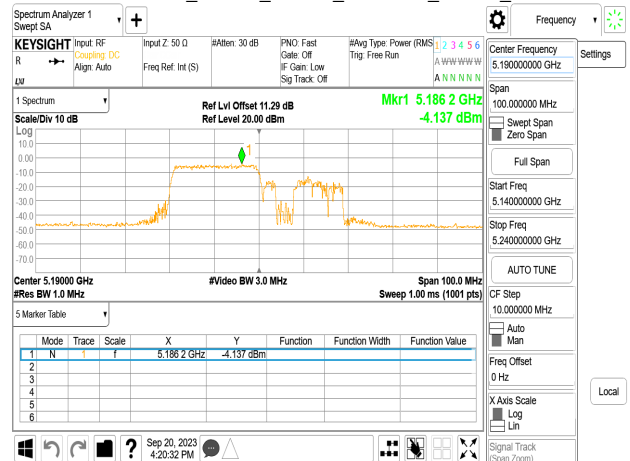 Spectrum Analyzer 1
Swept SA
Frequency
KEYSIGHT
R
Input: RF
Coupling: DC
Align: Auto
Input Z: 50 Ω
Freq Ref: Int (S)
#Atten: 30 dB
PNO: Fast
Gate: Off
IF Gain: Low
Sig Track: Off
#Avg Type: Power (RMS
Trig: Free Run
1 2 3 4 5 6
A W W W W W
A N N N N N
1 Spectrum
Scale/Div 10 dB
Ref Lvl Offset 11.29 dB
Ref Level 20.00 dBm
Mkr1 5.186 2 GHz
-4.137 dBm
Log
10.0
0.00
-10.0
-20.0
-30.0
-40.0
-50.0
-60.0
-70.0
1
Center 5.19000 GHz
#Res BW 1.0 MHz
#Video BW 3.0 MHz
Span 100.0 MHz
Sweep 1.00 ms (1001 pts)
5 Marker Table
Mode Trace Scale X Y Function Function Width Function Value
1 N 1 f 5.186 2 GHz -4.137 dBm
2
3
4
5
6
Sep 20, 2023
4:20:32 PM
Center Frequency
5.190000000 GHz
Settings
Span
100.000000 MHz
Swept Span
Zero Span
Full Span
Start Freq
5.140000000 GHz
Stop Freq
5.240000000 GHz
AUTO TUNE
CF Step
10.000000 MHz
Auto
Man
Freq Offset
0 Hz
X Axis Scale
Log
Lin
Local
Signal Track
(Span Zoom)